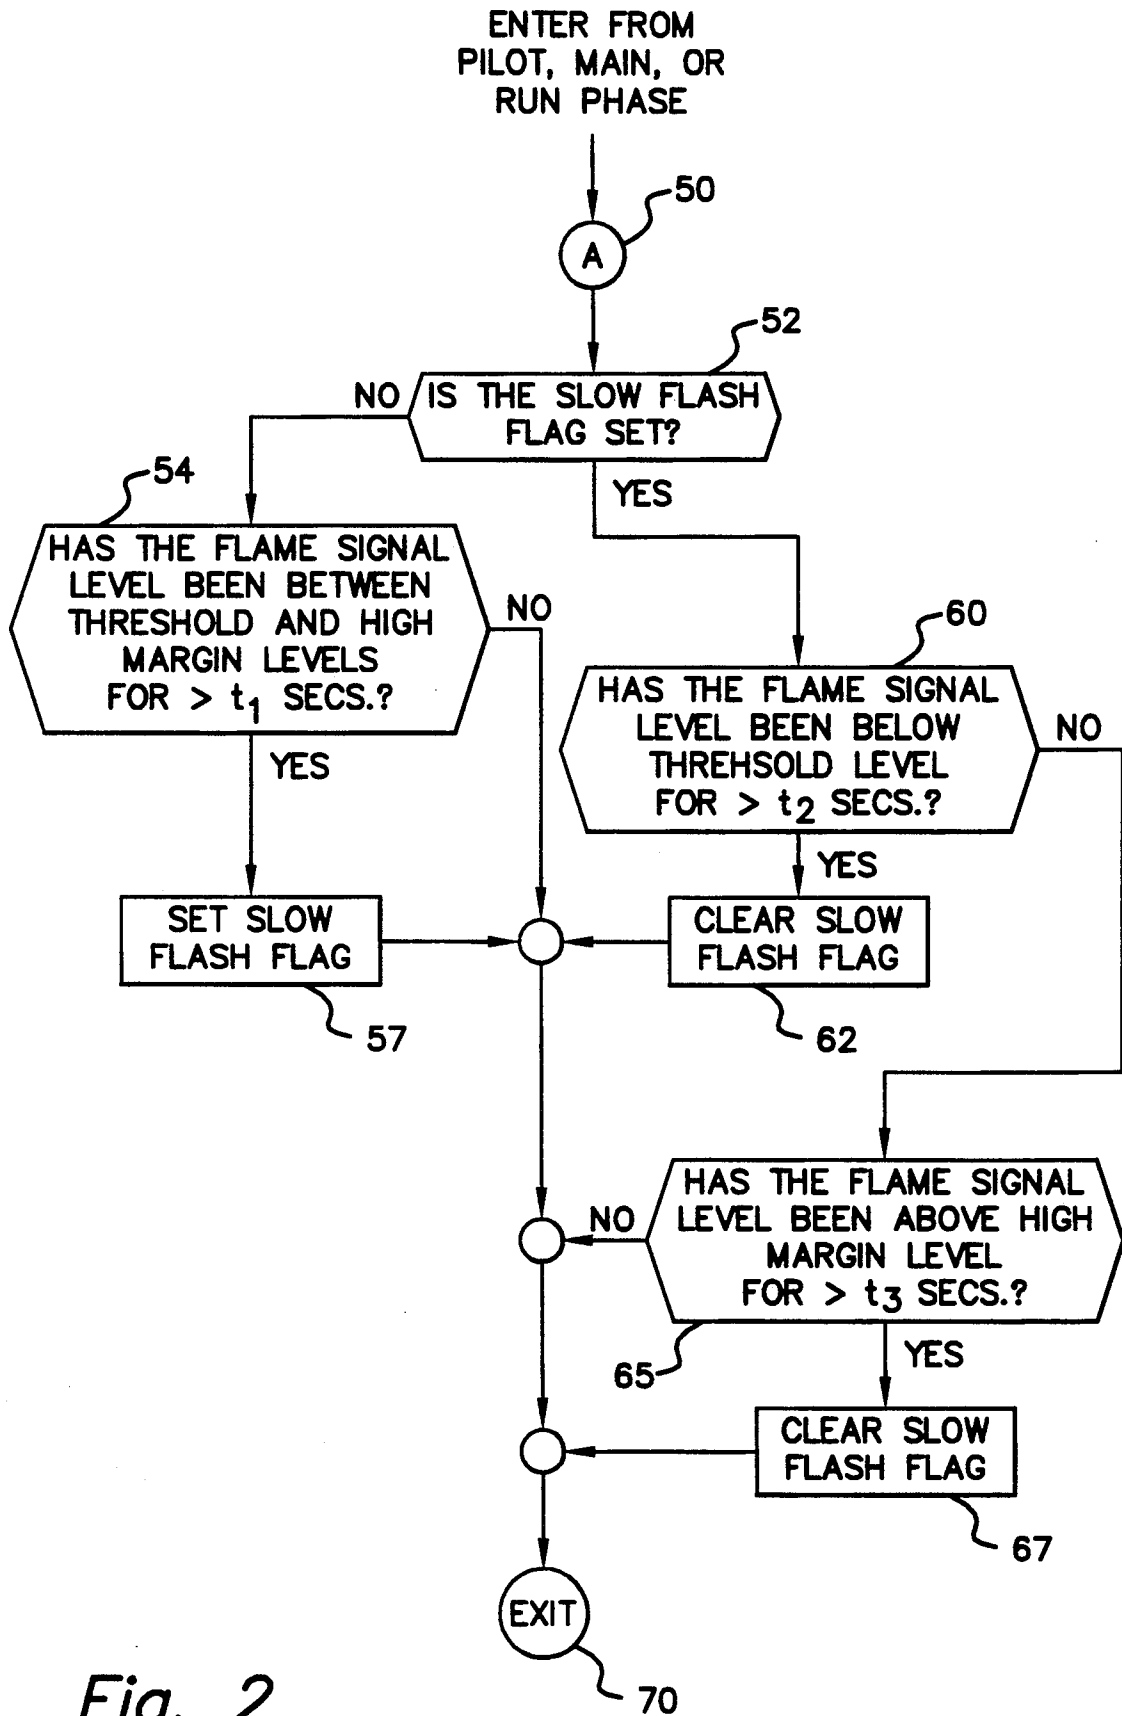 ENTER FROM
PILOT, MAIN, OR
RUN PHASE
50
A
52
NO
IS THE SLOW FLASH
FLAG SET?
YES
54
HAS THE FLAME SIGNAL
LEVEL BEEN BETWEEN
THRESHOLD AND HIGH
MARGIN LEVELS
FOR > t1 SECS.?
NO
YES
60
HAS THE FLAME SIGNAL
LEVEL BEEN BELOW
THREHSOLD LEVEL
FOR > t2 SECS.?
NO
YES
SET SLOW
FLASH FLAG
57
CLEAR SLOW
FLASH FLAG
62
HAS THE FLAME SIGNAL
LEVEL BEEN ABOVE HIGH
MARGIN LEVEL
FOR > t3 SECS.?
NO
65
YES
CLEAR SLOW
FLASH FLAG
67
EXIT
70
Fig. 2